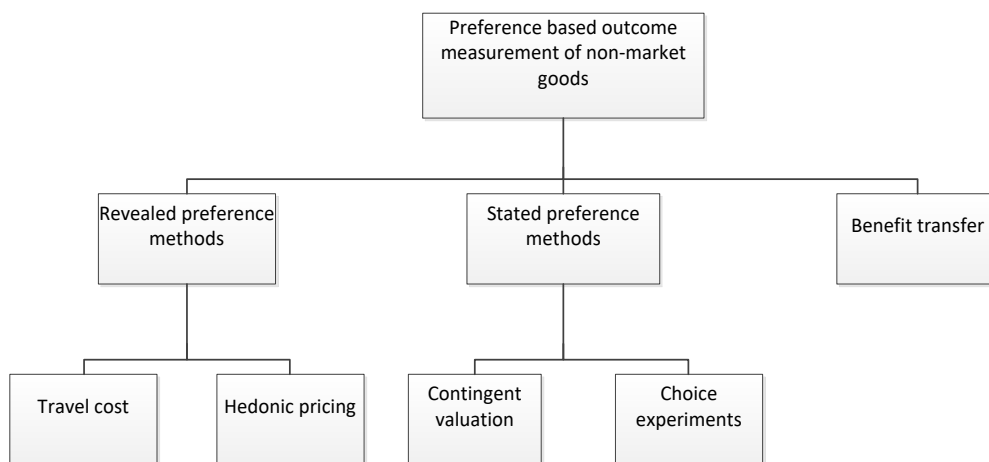 Preference based outcome
measurement of non-market
goods
Revealed preference
methods
Stated preference
methods
Benefit transfer
Travel cost
Hedonic pricing
Contingent
valuation
Choice
experiments